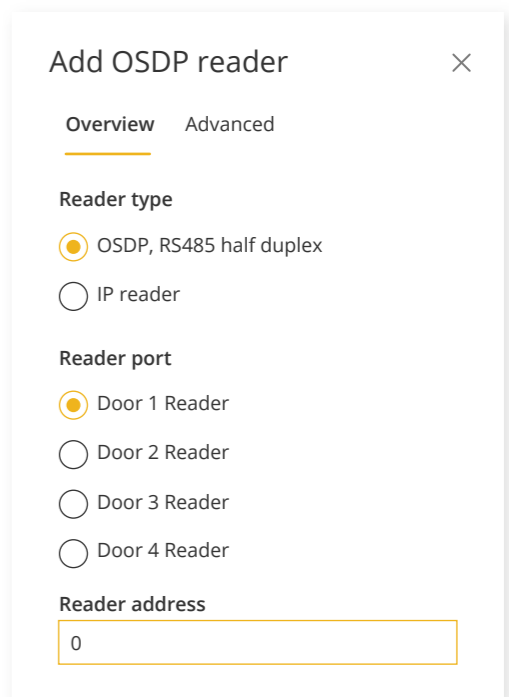 Add OSDP reader
Overview Advanced
Reader type
OSDP, RS485 half duplex
IP reader
Reader port
Door 1 Reader
Door 2 Reader
Door 3 Reader
Door 4 Reader
Reader address
0